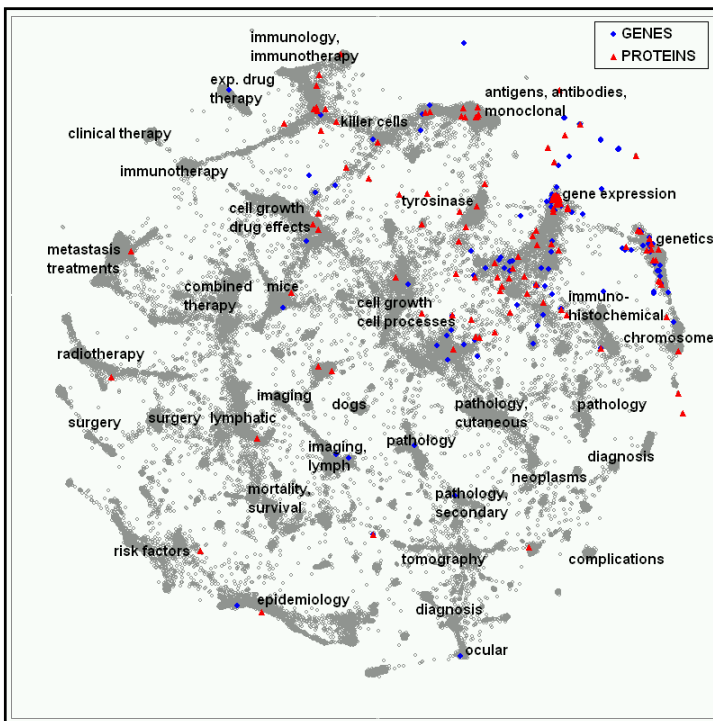 GENES
PROTEINS
immunology,
immunotherapy
exp. drug
therapy
antigens, antibodies,
monoclonal
clinical therapy
killer cells
immunotherapy
gene expression
cell growth
drug effects
tyrosinase
genetics
metastasis
treatments
combined
therapy
mice
cell growth
cell processes
immuno-
histochemical
chromosome
radiotherapy
imaging
dogs
surgery
surgery
lymphatic
pathology,
cutaneous
pathology
imaging,
lymph
pathology
diagnosis
neoplasms
mortality,
survival
pathology,
secondary
risk factors
tomography
complications
epidemiology
diagnosis
ocular